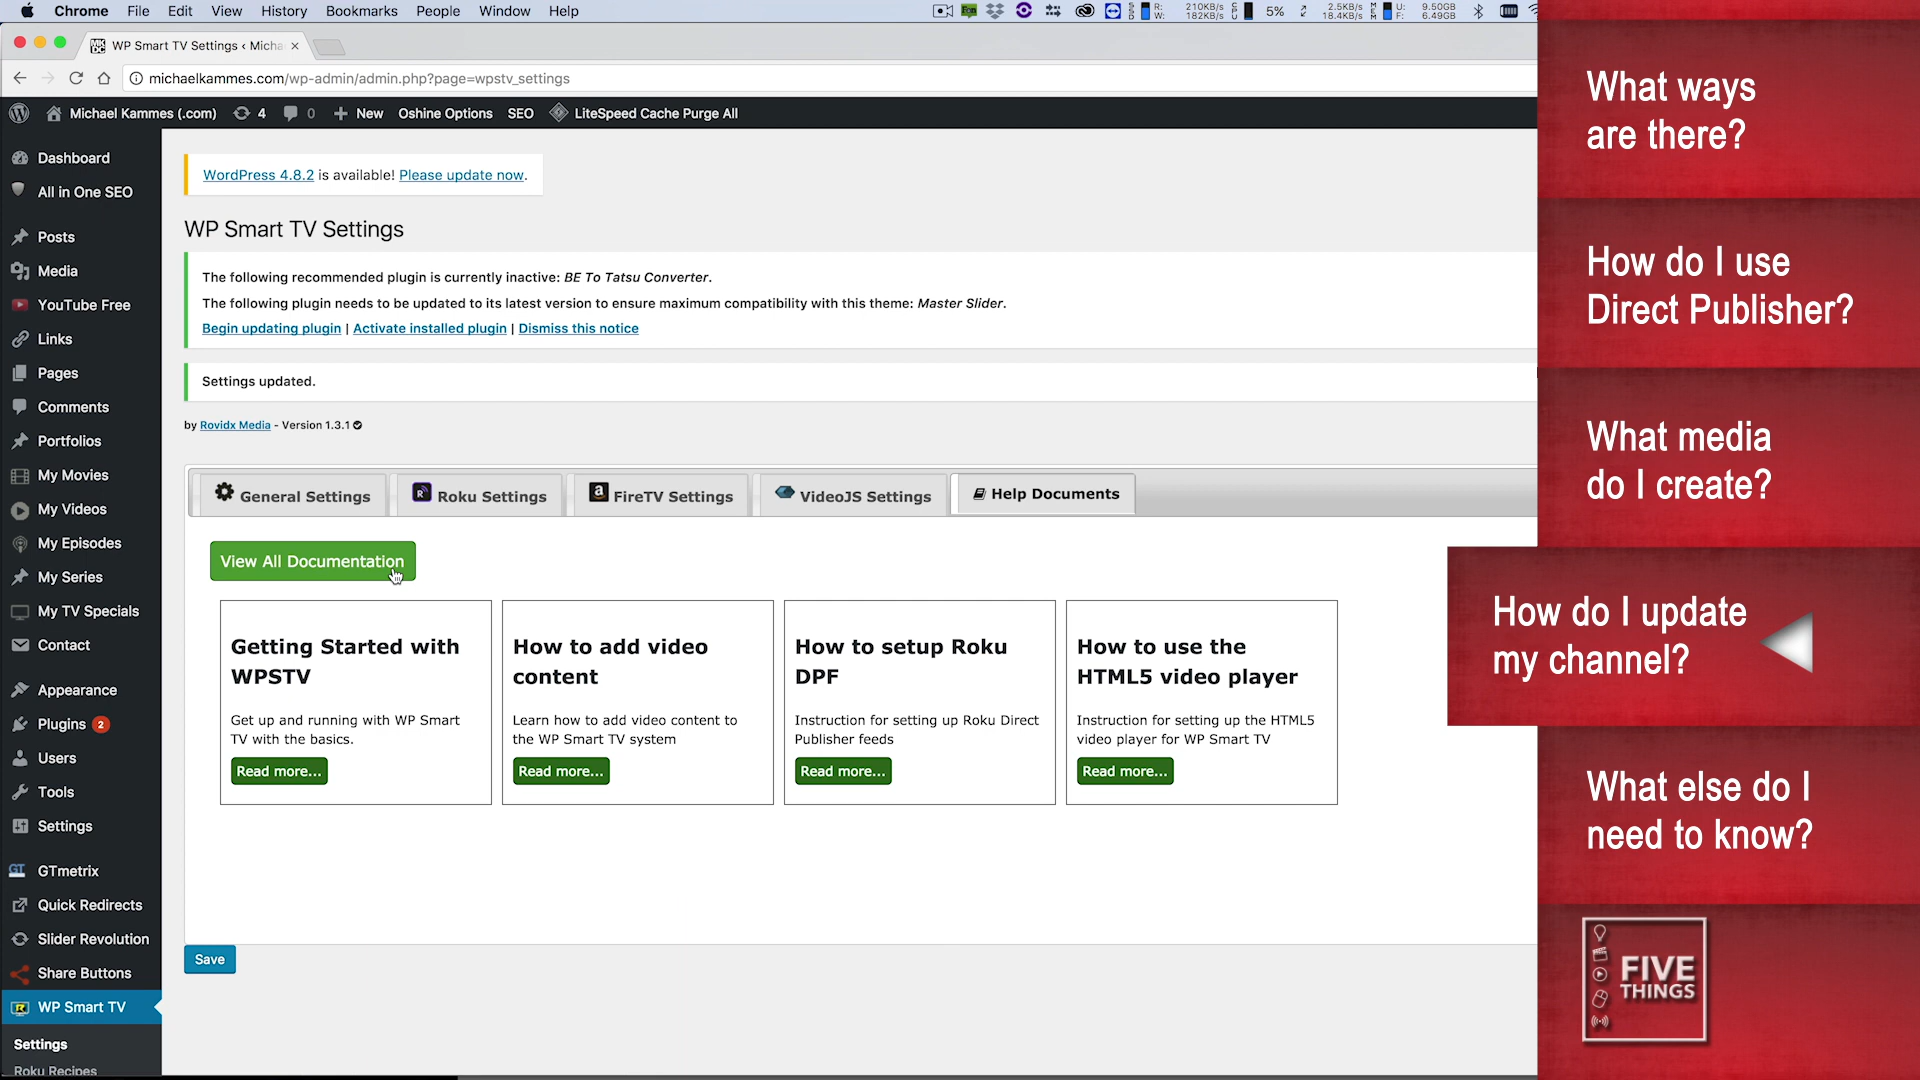 Chrome File Edit View History Bookmarks People Window Help
R: 210KB/s
W: 182KB/s
5%
2.5KB/s
18.4KB/s
U: 9.50GB
F: 6.49GB
WP Smart TV Settings ‹ Micha
michaelkammes.com/wp-admin/admin.php?page=wpstv_settings
Michael Kammes (.com) 4 0 New Oshine Options SEO LiteSpeed Cache Purge All
Dashboard
All in One SEO
Posts
Media
YouTube Free
Links
Pages
Comments
Portfolios
My Movies
My Videos
My Episodes
My Series
My TV Specials
Contact
Appearance
Plugins 2
Users
Tools
Settings
GTmetrix
Quick Redirects
Slider Revolution
Share Buttons
WP Smart TV
Settings
Roku Recipes
WordPress 4.8.2 is available! Please update now.
WP Smart TV Settings
The following recommended plugin is currently inactive: BE To Tatsu Converter.
The following plugin needs to be updated to its latest version to ensure maximum compatibility with this theme: Master Slider.
Begin updating plugin | Activate installed plugin | Dismiss this notice
Settings updated.
by Rovidx Media - Version 1.3.1
General Settings
Roku Settings
FireTV Settings
VideoJS Settings
Help Documents
View All Documentation
Getting Started with
WPSTV
Get up and running with WP Smart
TV with the basics.
Read more...
How to add video
content
Learn how to add video content to
the WP Smart TV system
Read more...
How to setup Roku
DPF
Instruction for setting up Roku Direct
Publisher feeds
Read more...
How to use the
HTML5 video player
Instruction for setting up the HTML5
video player for WP Smart TV
Read more...
Save
What ways
are there?
How do I use
Direct Publisher?
What media
do I create?
How do I update
my channel?
What else do I
need to know?
FIVE
THINGS